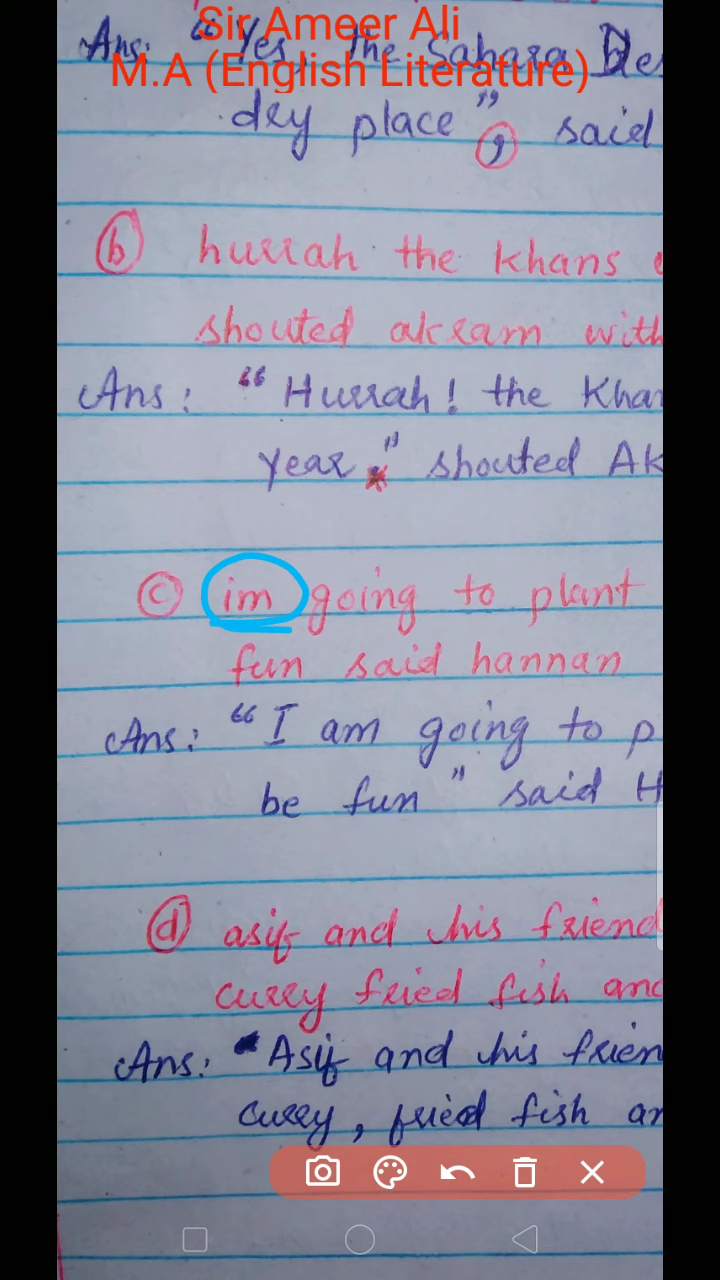 Sir Ameer Ali
M.A (English Literature)
Ans: "Yes, the Sahara Des
dry place", said
(b) hurrah the khans
shouted akram with
Ans: "Hurrah! the Khan
year." shouted Ak
(c) im going to plant
fun said hannan
Ans: "I am going to p
be fun" said H
(d) asif and his friend
curry fried fish and
Ans: Asif and his frien
curry, fried fish an